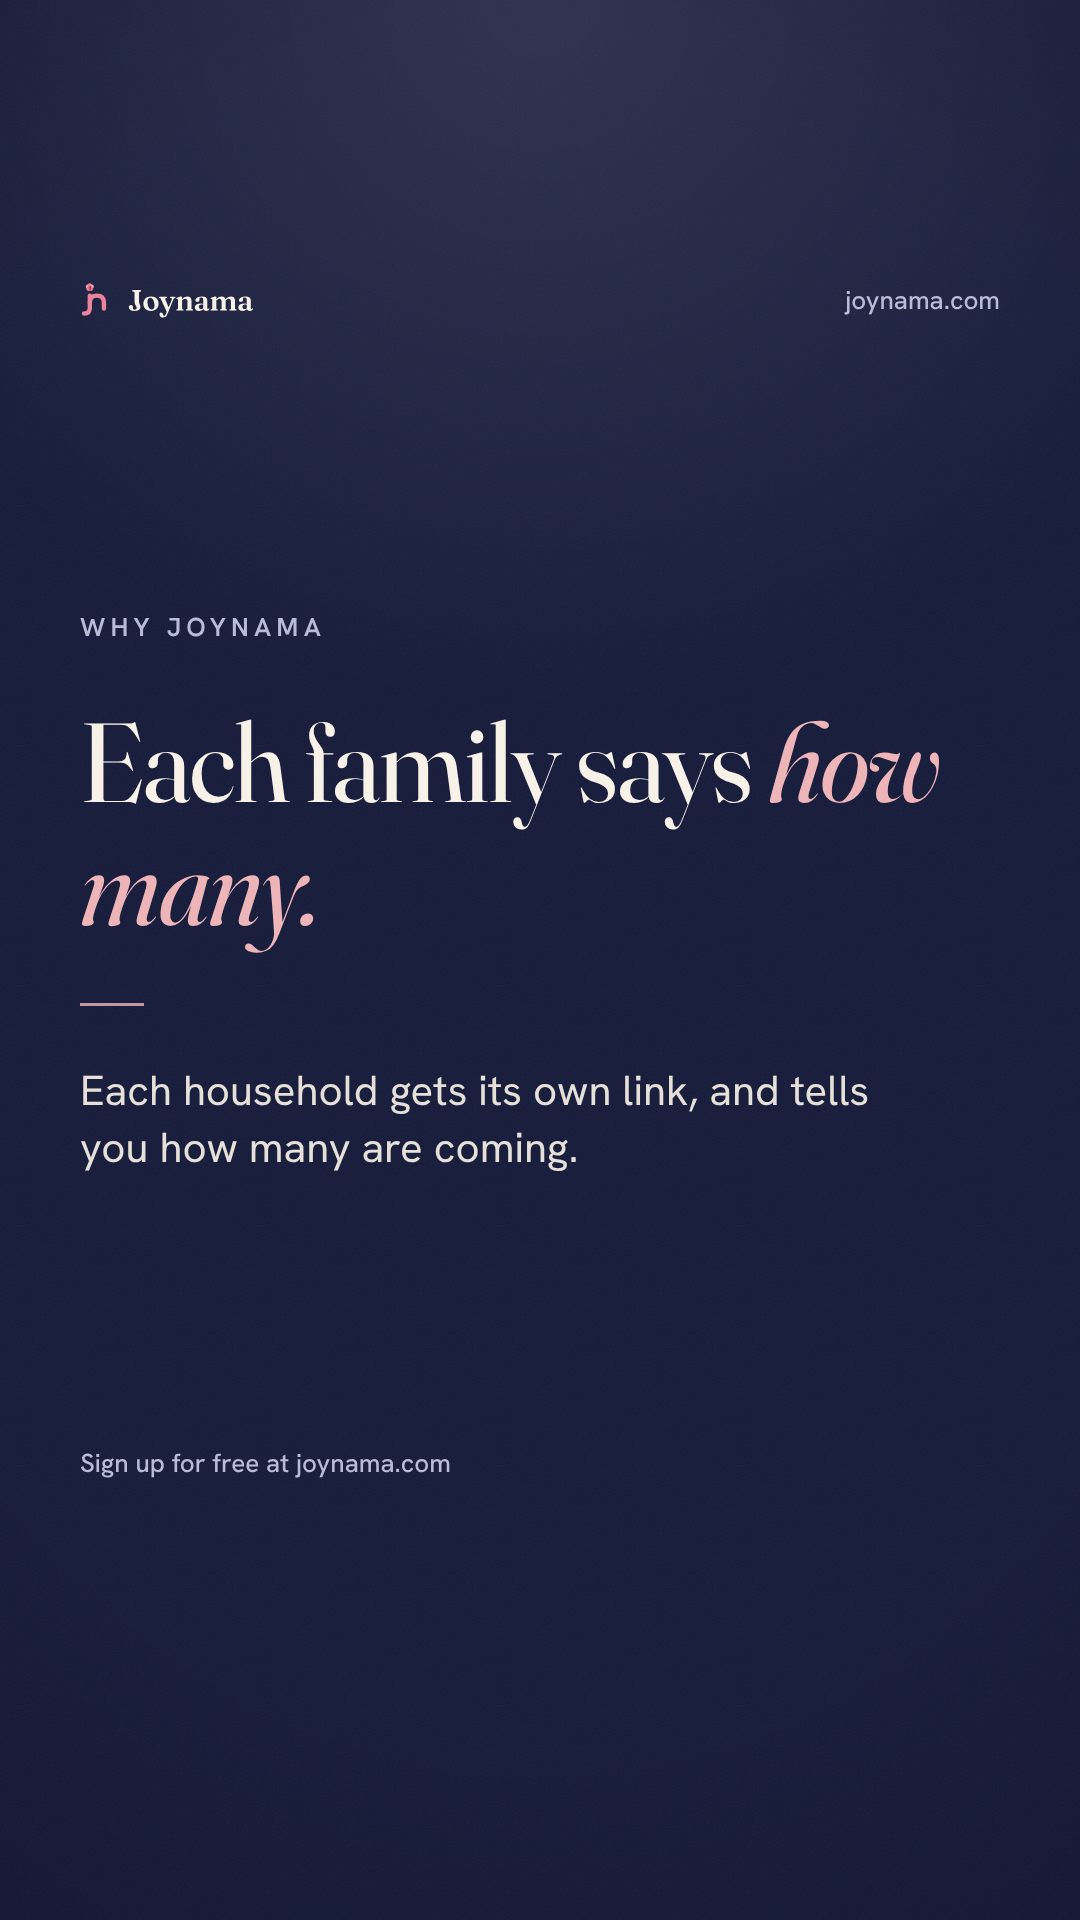 Joynama
joynama.com
WHY JOYNAMA
Each family says how
many.
Each household gets its own link, and tells
you how many are coming.
Sign up for free at joynama.com